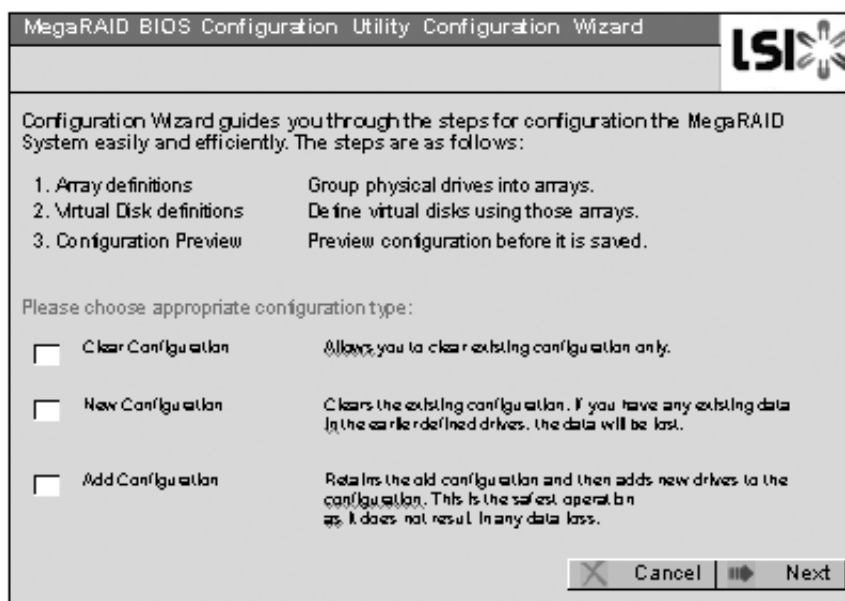 MegaRAID BIOS Configuration Utility Configuration Wizard
LSI
Configuration Wizard guides you through the steps for configuration the MegaRAID
System easily and efficiently. The steps are as follows:
1. Array definitions Group physical drives into arrays.
2. Virtual Disk definitions Define virtual disks using those arrays.
3. Configuration Preview Preview configuration before it is saved.
Please choose appropriate configuration type:
Clear Configuration Allows you to clear existing configuration only.
New Configuration Clears the existing configuration. If you have any existing data
in the earlier defined drives, the data will be lost.
Add Configuration Retains the old configuration and then adds new drives to the
configuration. This is the safest operation
as it does not result in any data loss.
Cancel Next